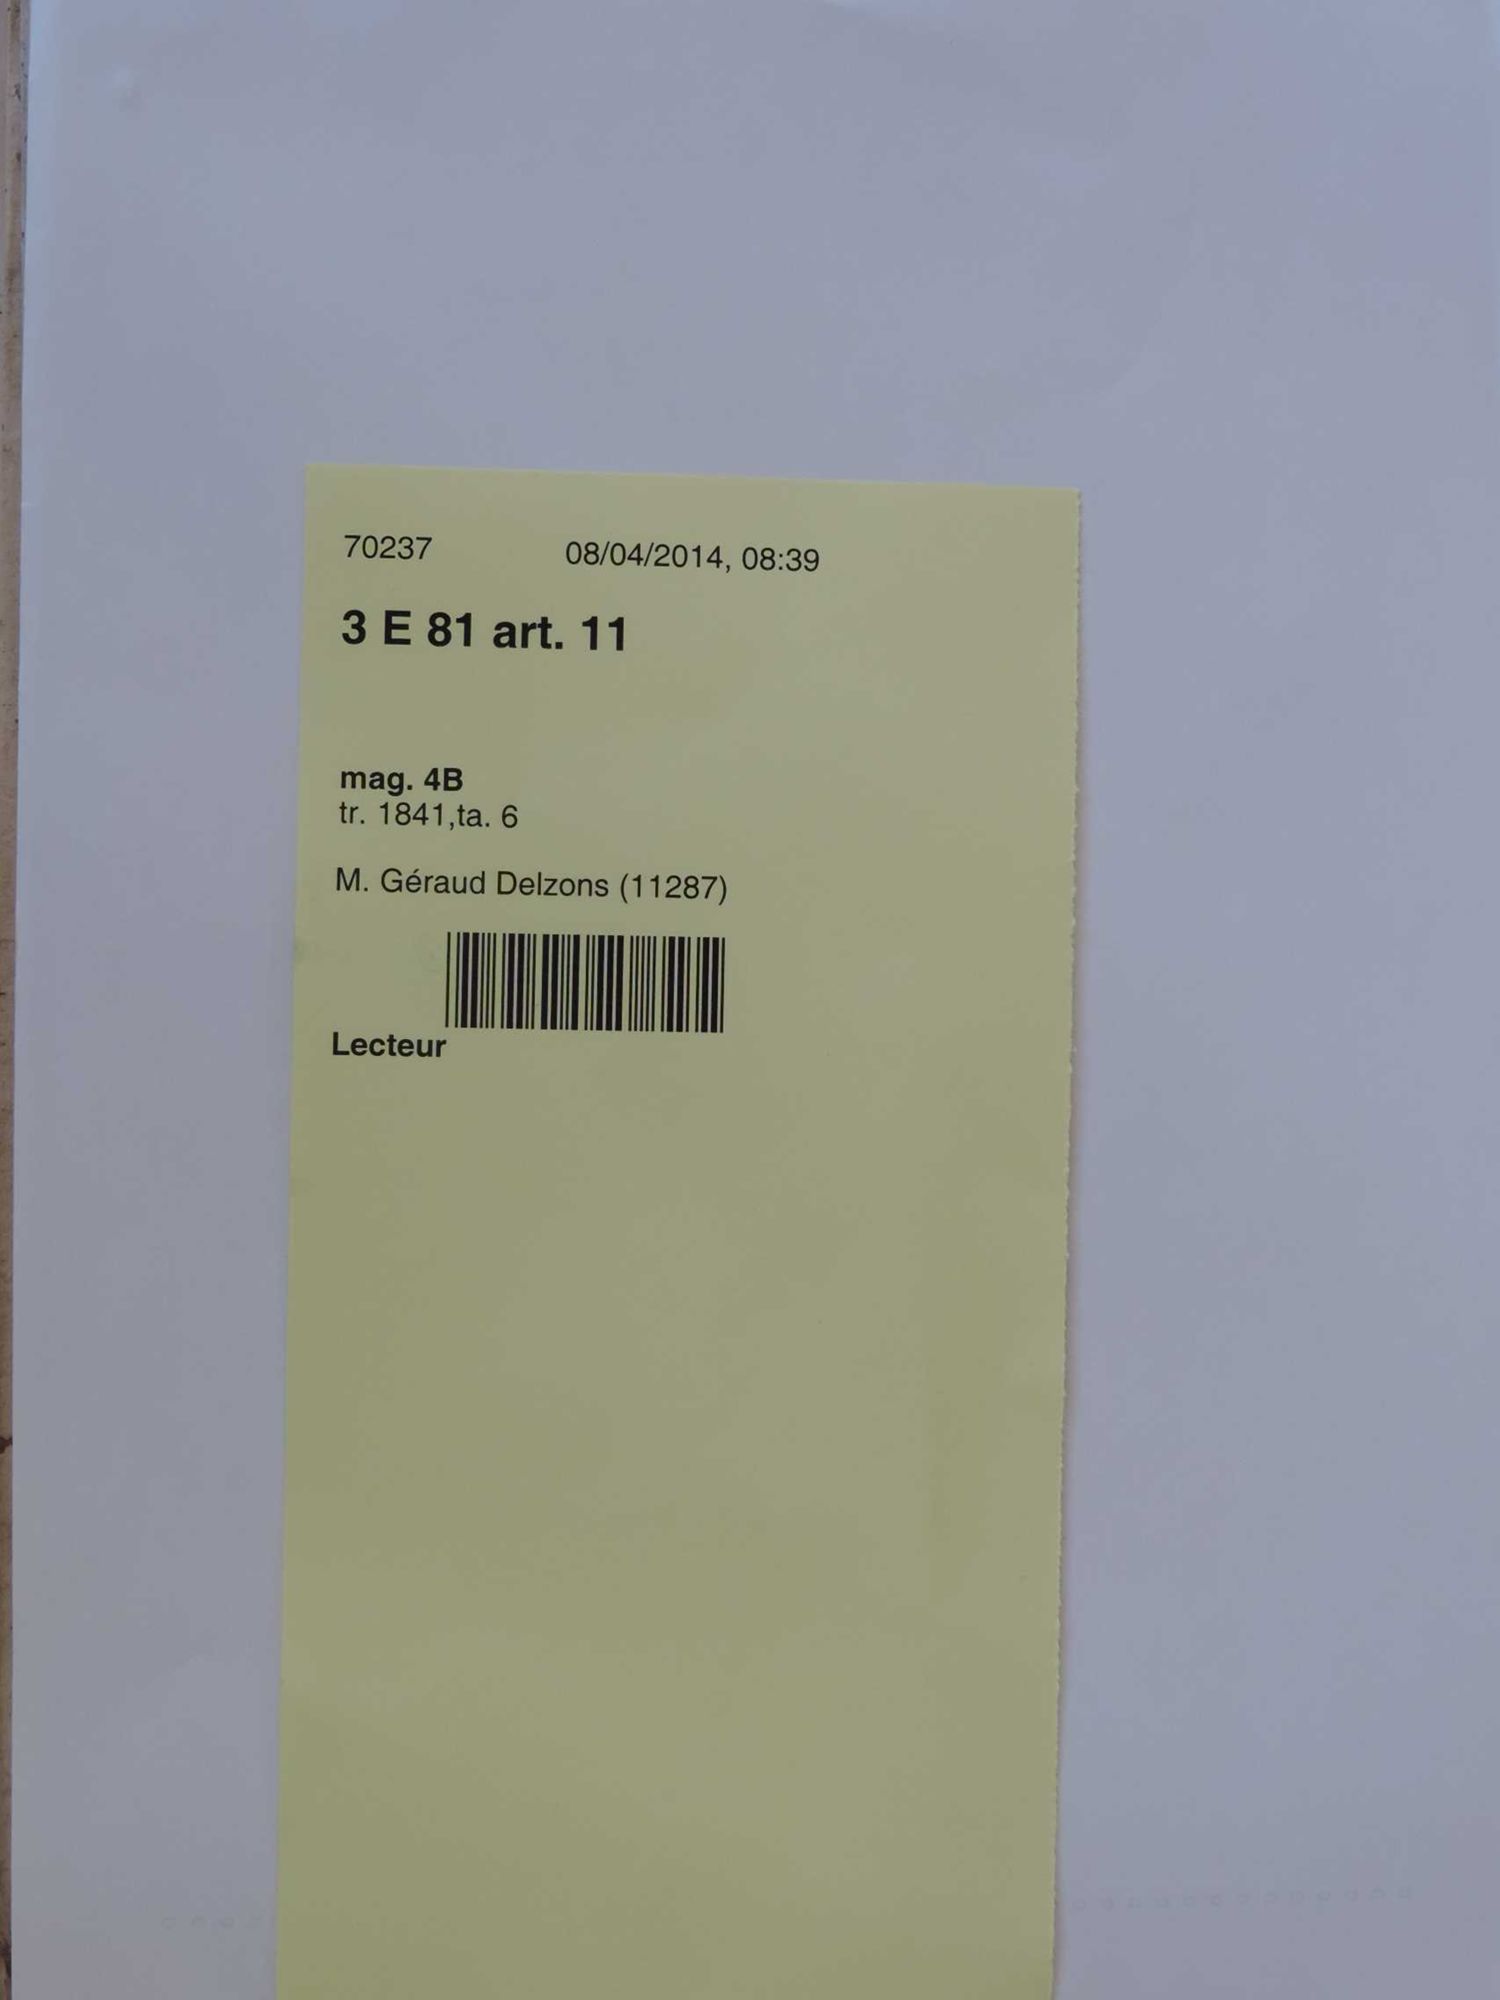 70237 08/04/2014, 08:39
3 E 81 art. 11
mag. 4B
tr. 1841,ta. 6
M. Géraud Delzons (11287)
Lecteur